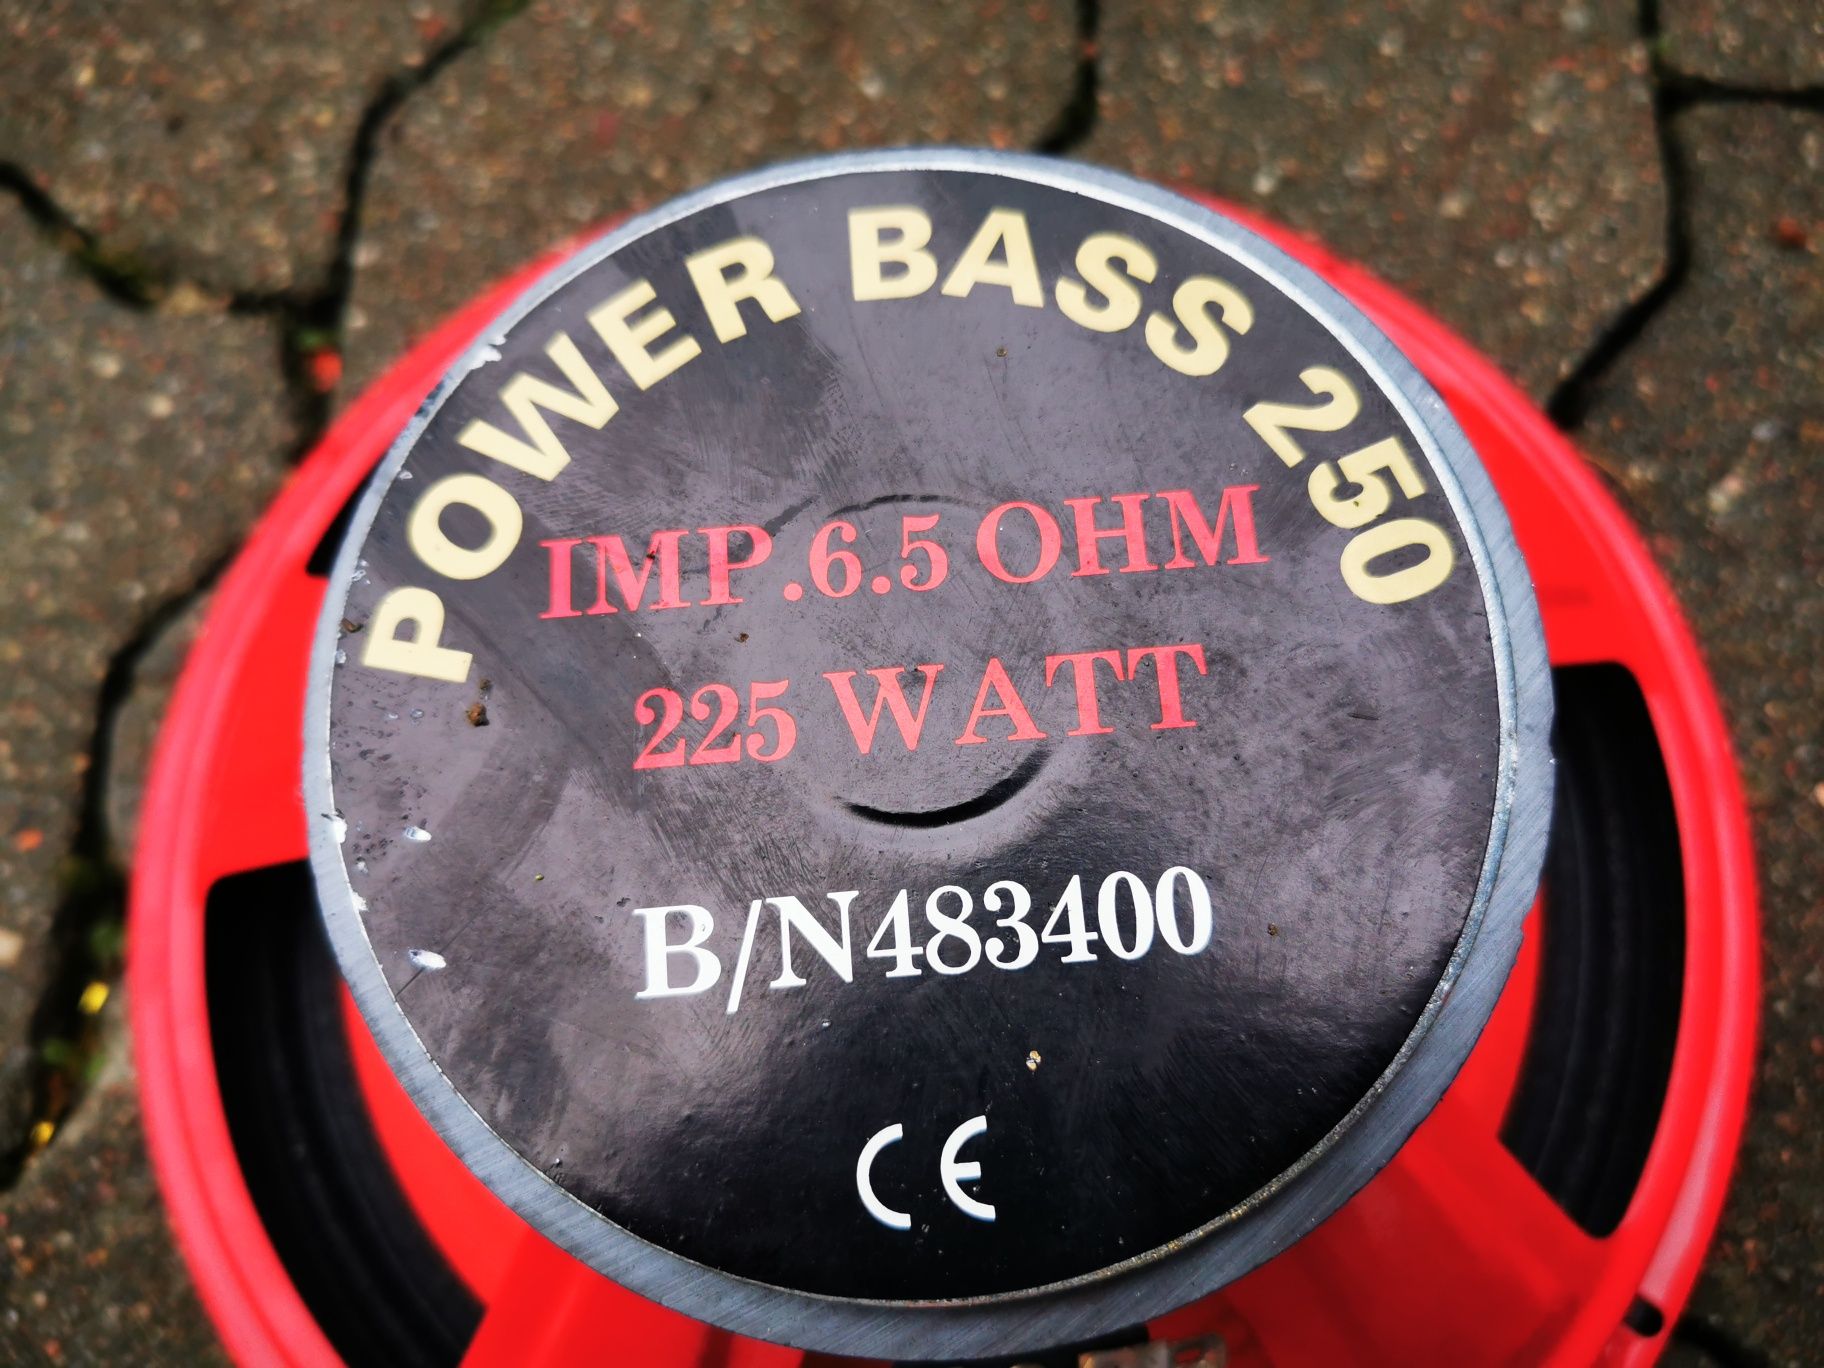 POWER BASS 250
IMP.6.5 OHM
225 WATT
B/N483400
CE